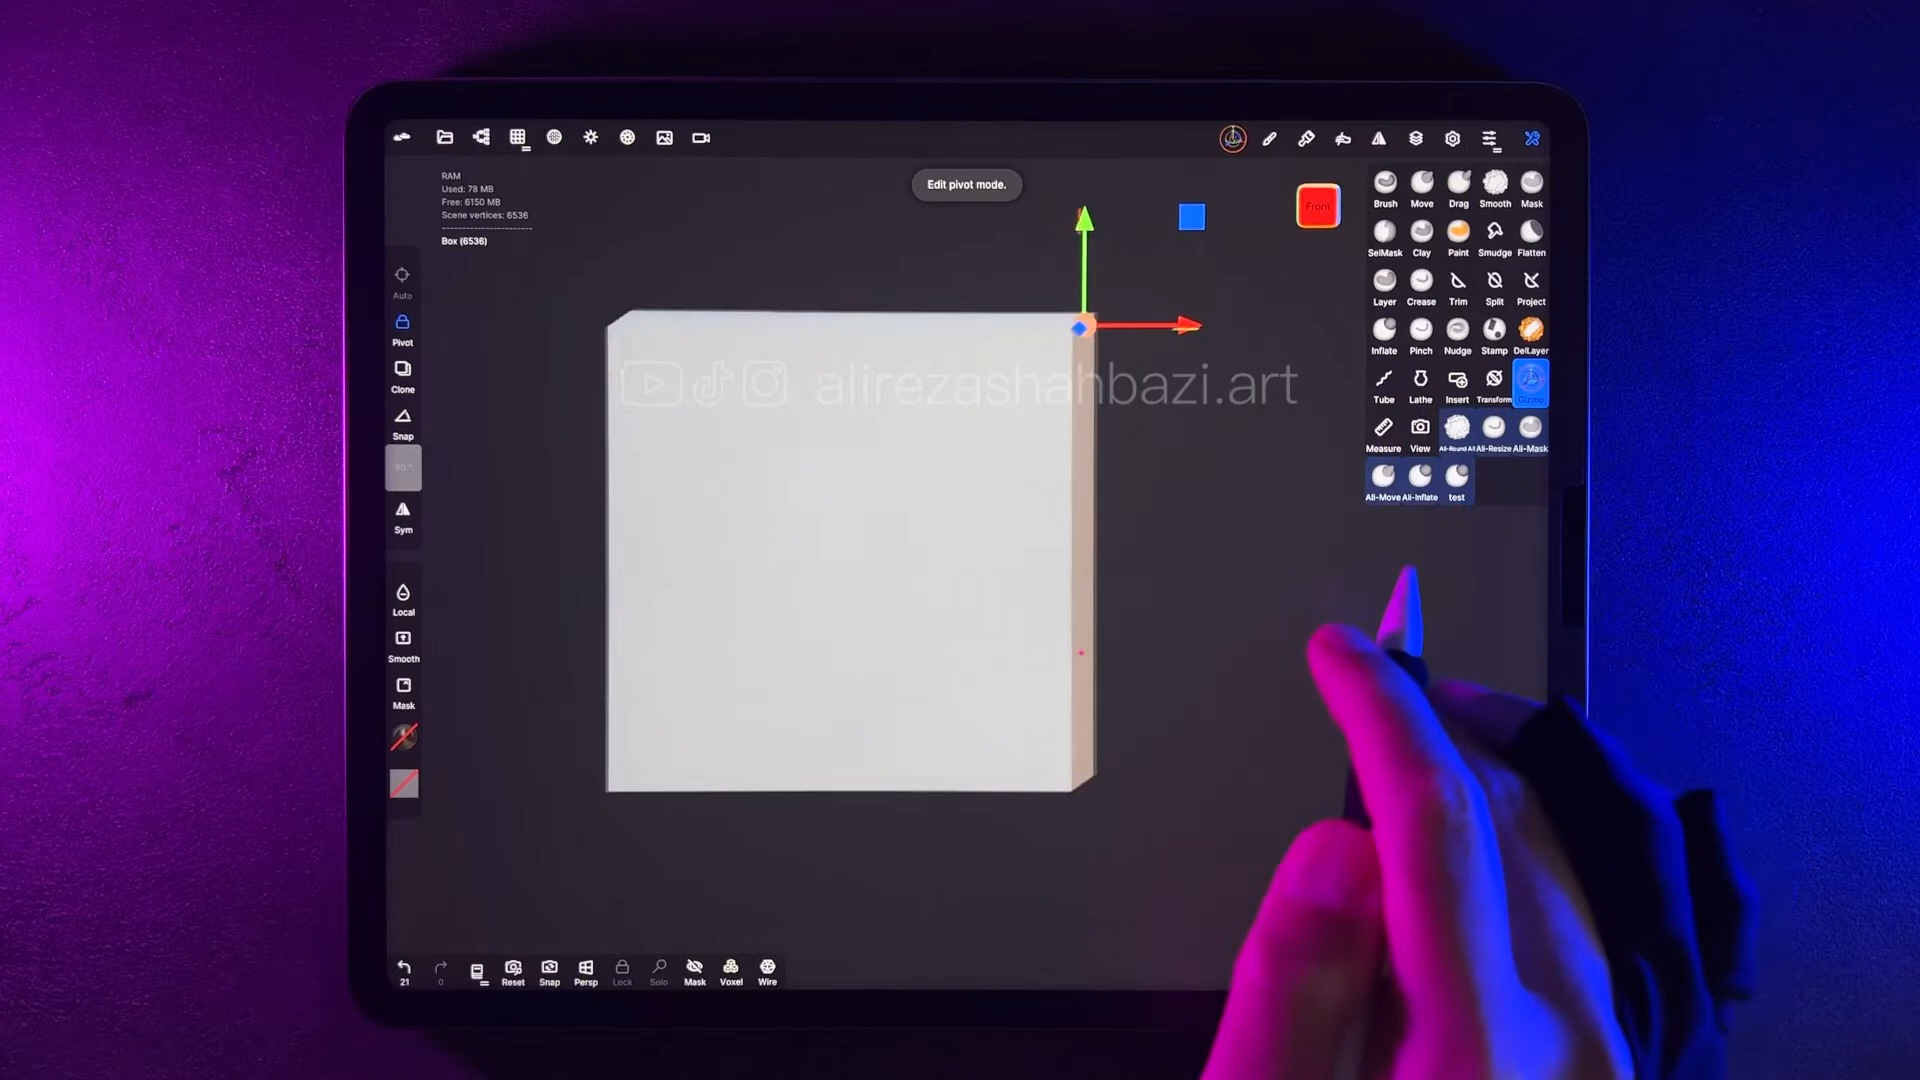 RAM
Used: 78 MB
Free: 6150 MB
Scene vertices: 6536
Box (6536)
Edit pivot mode.
Front
Auto
Pivot
Clone
Snap
90°
Sym
Local
Smooth
Mask
Brush Move Drag Smooth Mask
SelMask Clay Paint Smudge Flatten
Layer Crease Trim Split Project
Inflate Pinch Nudge Stamp DelLayer
Tube Lathe Insert Transform Gizmo
Measure View Ali-Round Ali-Resize Ali-Mask
Ali-Move Ali-Inflate test
alirezashahbazi.art
21 0 Reset Snap Persp Lock Solo Mask Voxel Wire